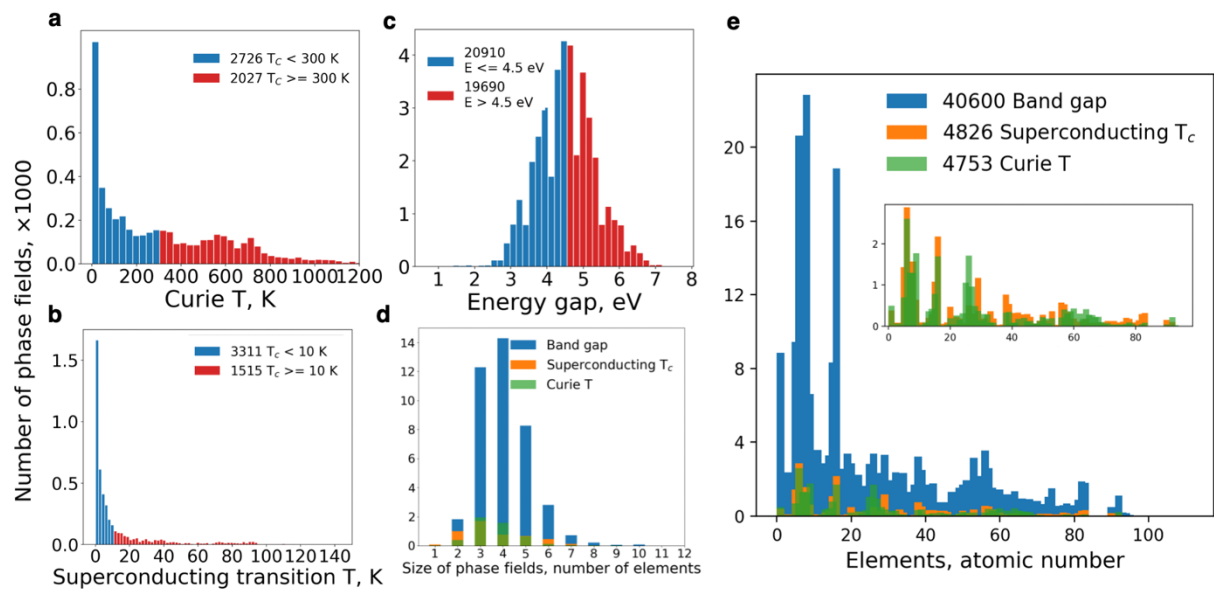 a
2726 T_C < 300 K
2027 T_C >= 300 K
0.8
0.6
0.4
0.2
0.0
0 200 400 600 800 1000 1200
Curie T, K
b
3311 T_c < 10 K
1515 T_c >= 10 K
1.5
1.0
0.5
0.0
0 20 40 60 80 100 120 140
Superconducting transition T, K
Number of phase fields, ×1000
c
20910
E <= 4.5 eV
19690
E > 4.5 eV
4
3
2
1
0
1 2 3 4 5 6 7 8
Energy gap, eV
d
Band gap
Superconducting T_c
Curie T
14
12
10
8
6
4
2
0
1 2 3 4 5 6 7 8 9 10 11 12
Size of phase fields, number of elements
e
40600 Band gap
4826 Superconducting T_c
4753 Curie T
20
16
12
8
4
0
0 20 40 60 80 100
Elements, atomic number
2
1
0
0 20 40 60 80